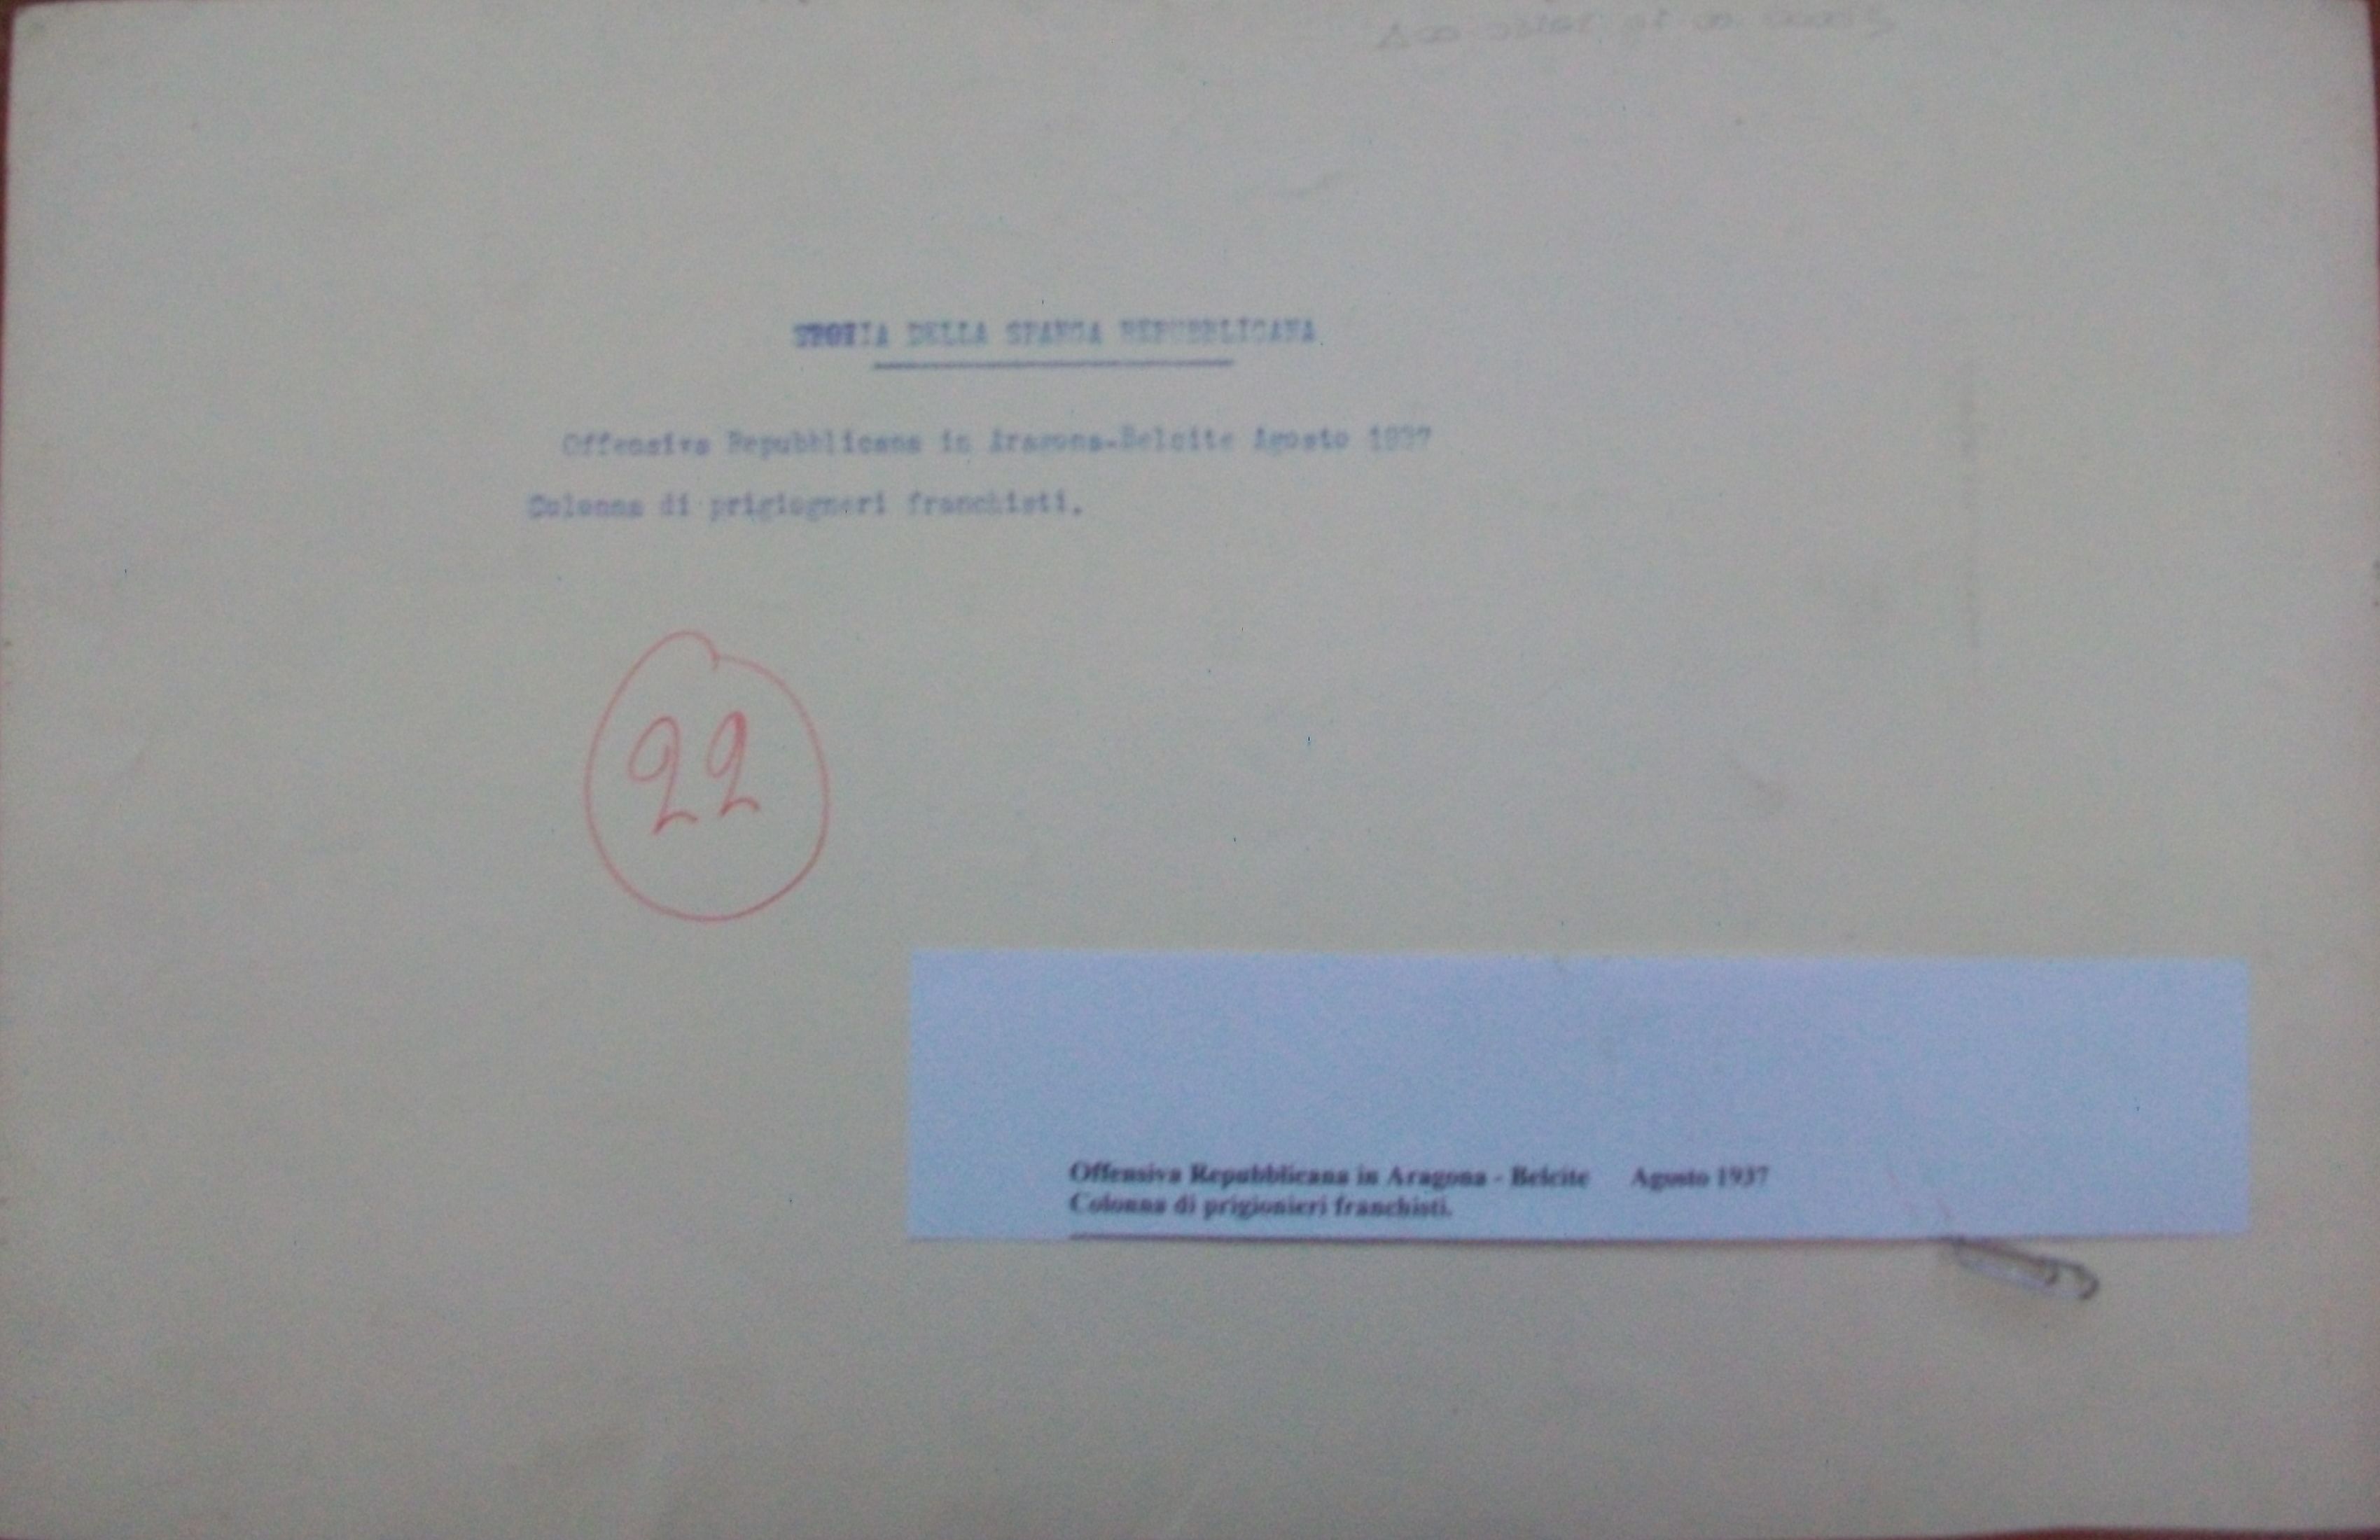 STORIA DELLA SPAGNA REPUBBLICANA
Offensiva Repubblicana in Aragona-Belcite Agosto 1937
Colonna di prigiogneri franchisti.
22
Offensiva Repubblicana in Aragona - Belcite Agosto 1937
Colonna di prigionieri franchisti.